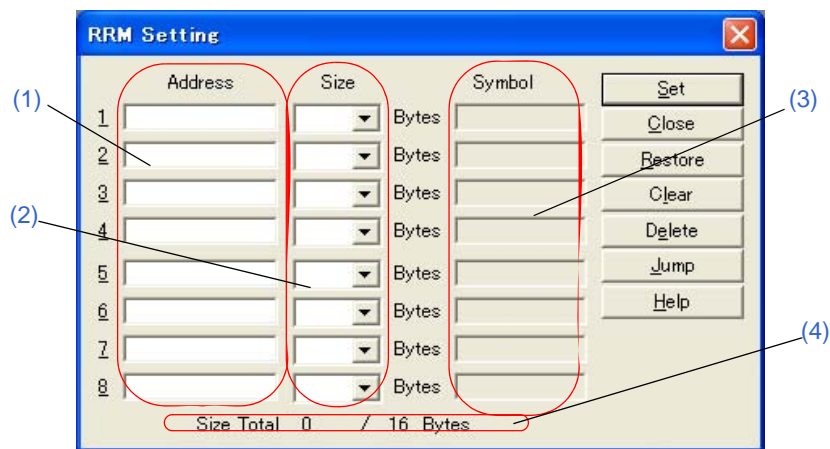 RRM Setting
Address Size Symbol Set
(1) (3)
1 Bytes Close
2 Bytes Restore
3 Bytes Clear
(2)
4 Bytes Delete
5 Bytes Jump
6 Bytes Help
(4)
7 Bytes
8 Bytes
Size Total 0 / 16 Bytes